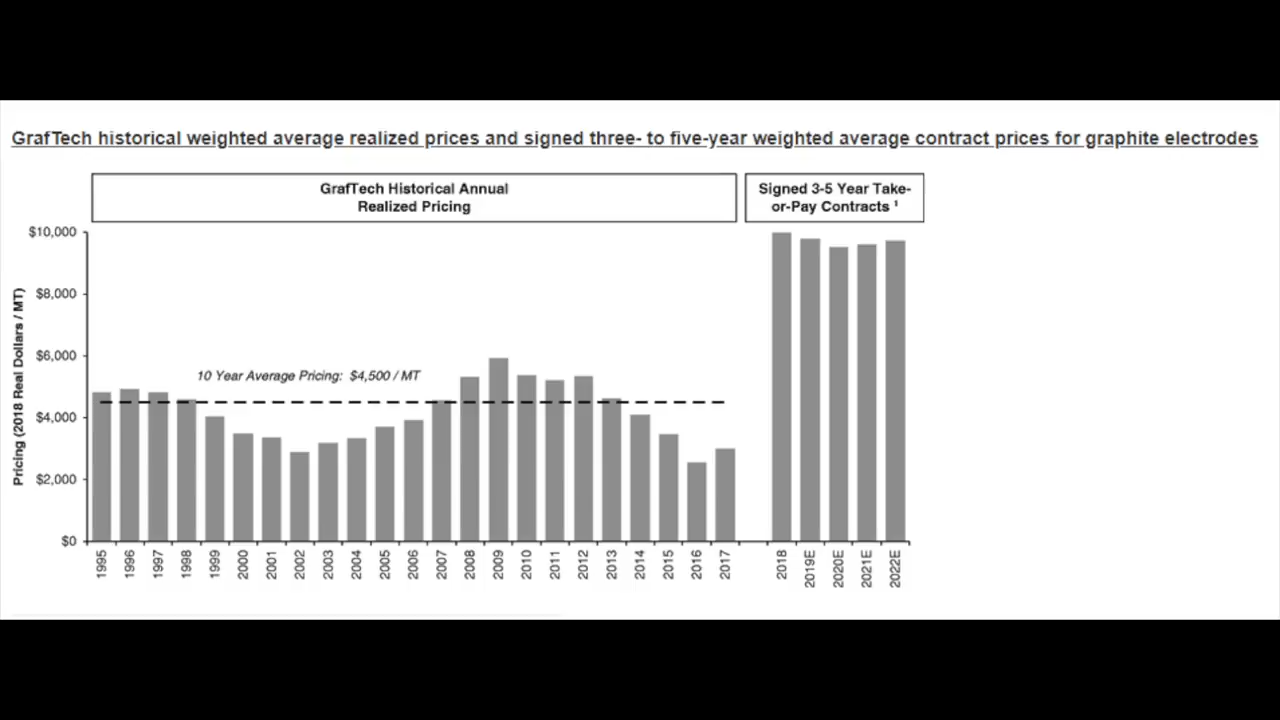 GrafTech historical weighted average realized prices and signed three- to five-year weighted average contract prices for graphite electrodes
GrafTech Historical Annual
Realized Pricing
Signed 3-5 Year Take-
or-Pay Contracts ¹
Pricing (2018 Real Dollars / MT)
$10,000
$8,000
$6,000
$4,000
$2,000
$0
10 Year Average Pricing: $4,500 / MT
1995
1996
1997
1998
1999
2000
2001
2002
2003
2004
2005
2006
2007
2008
2009
2010
2011
2012
2013
2014
2015
2016
2017
2018
2019E
2020E
2021E
2022E